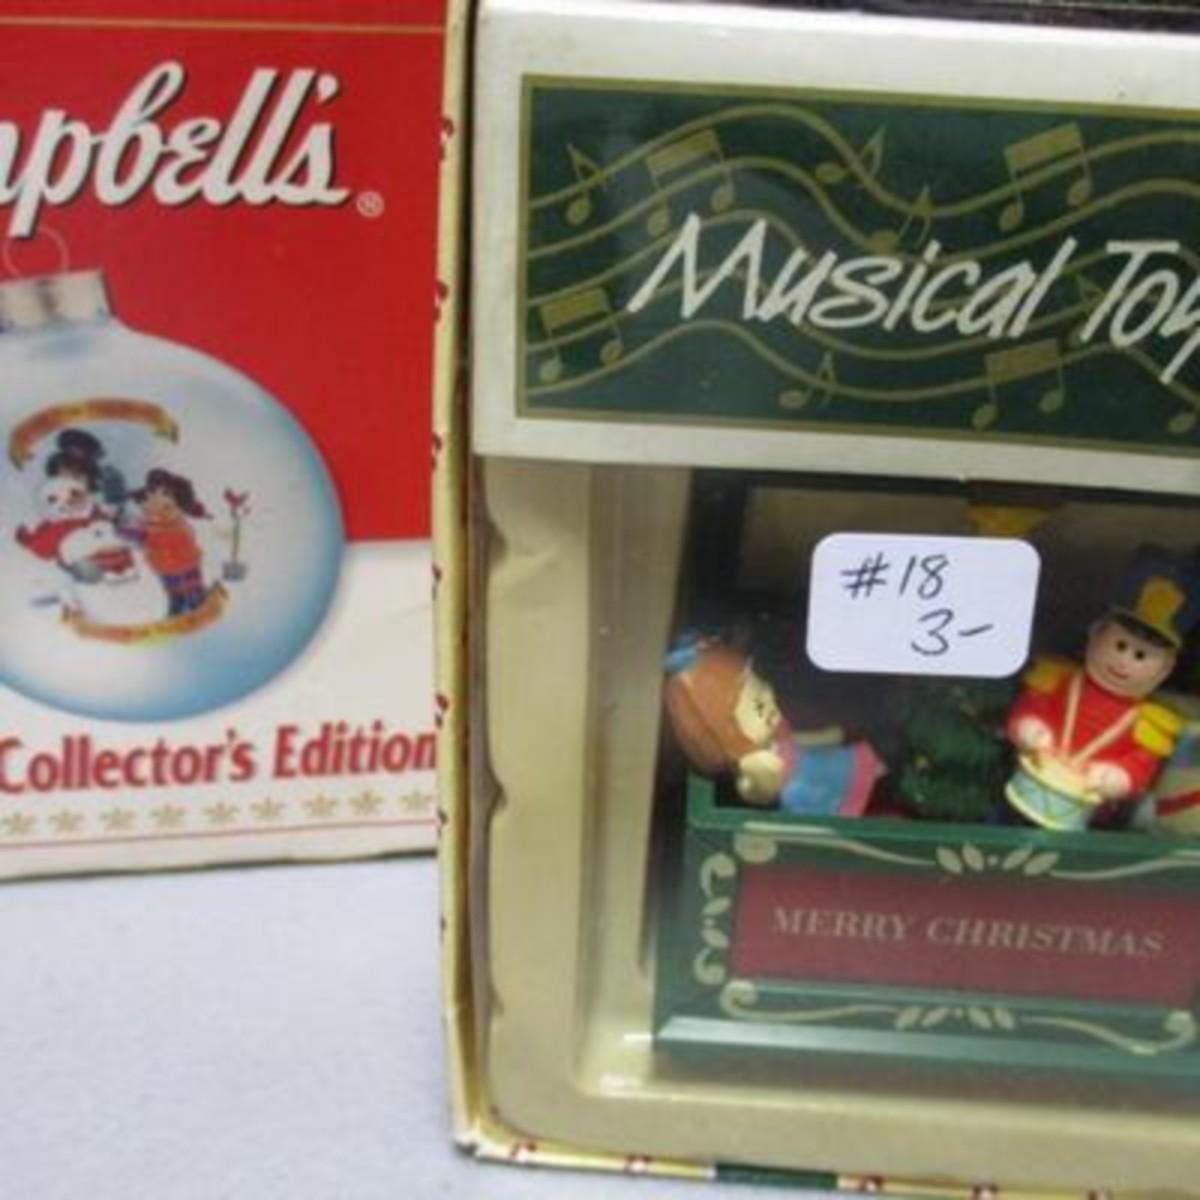 mpbell's®
Collector's Edition
Musical Toy
#18
3-
MERRY CHRISTMAS